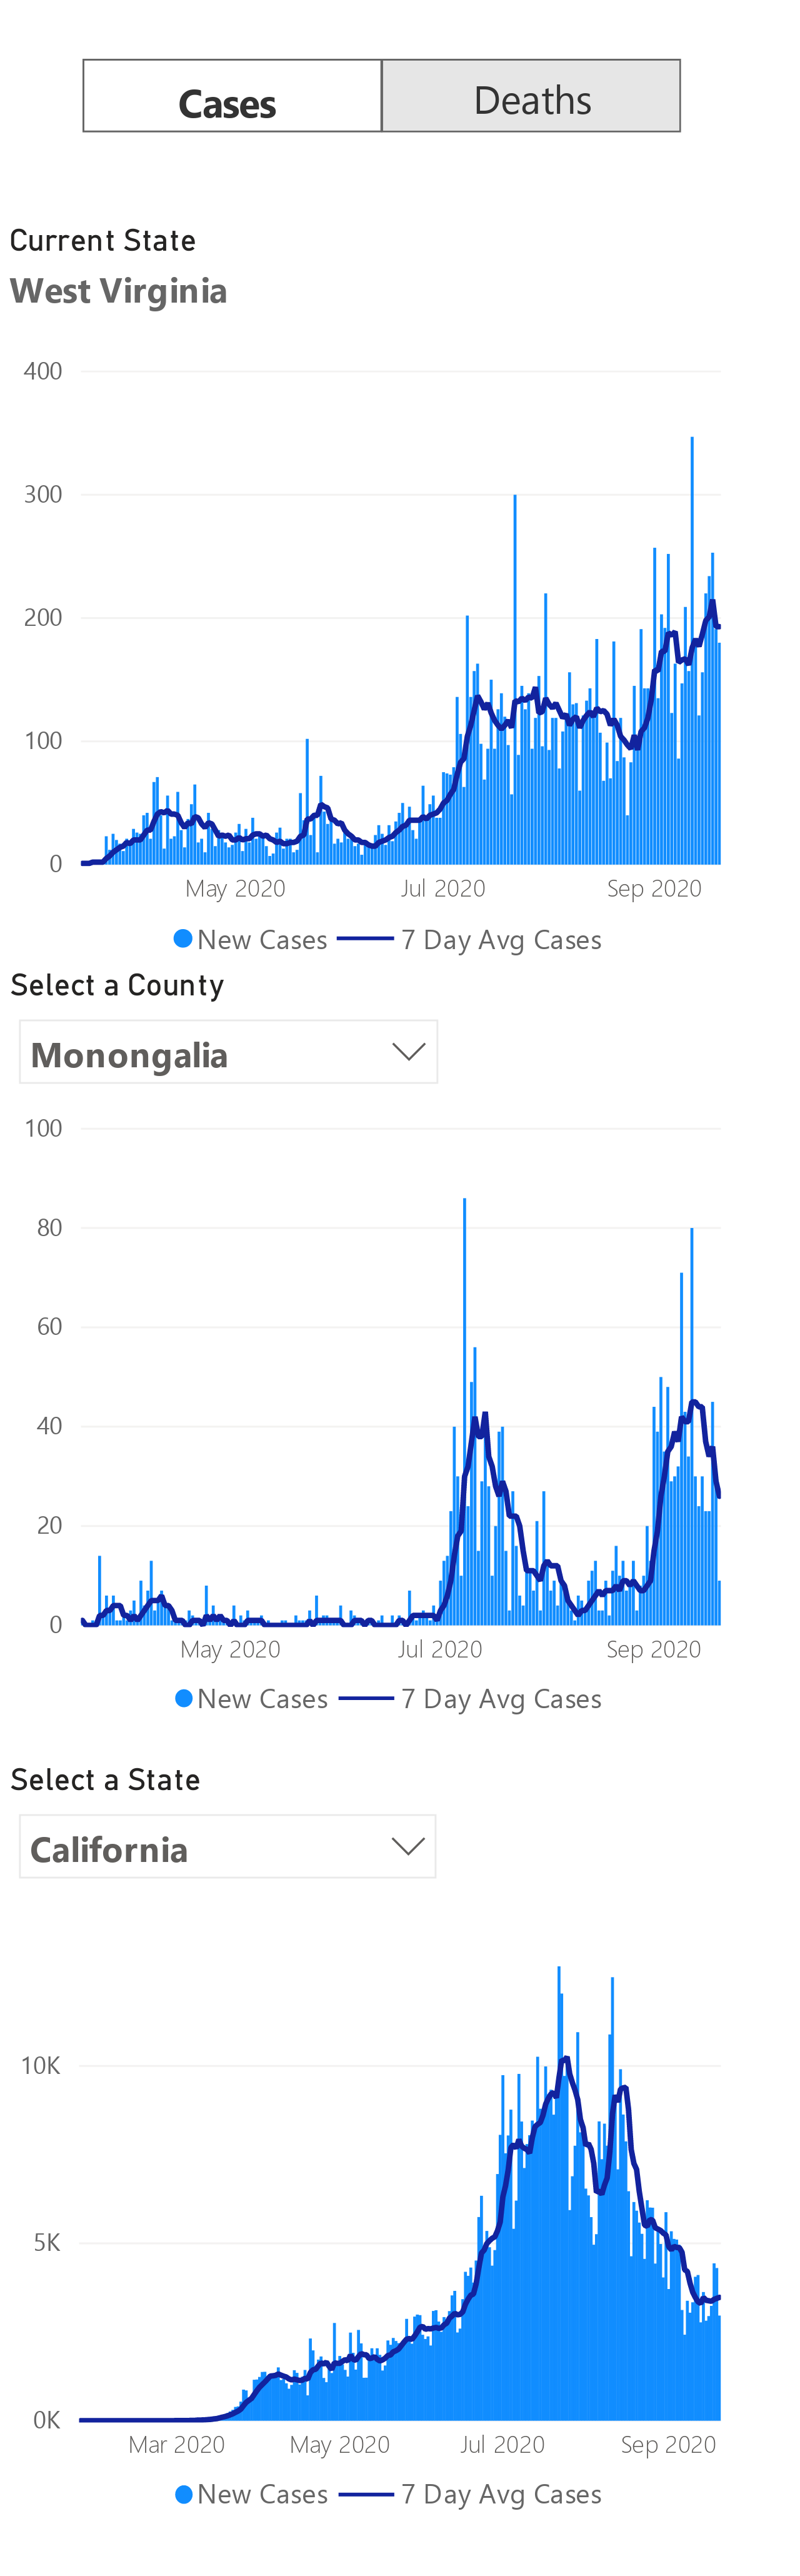 Cases Deaths
Current State
West Virginia
400
300
200
100
0
May 2020 Jul 2020 Sep 2020
New Cases 7 Day Avg Cases
Select a County
Monongalia
100
80
60
40
20
0
May 2020 Jul 2020 Sep 2020
New Cases 7 Day Avg Cases
Select a State
California
10K
5K
0K
Mar 2020 May 2020 Jul 2020 Sep 2020
New Cases 7 Day Avg Cases